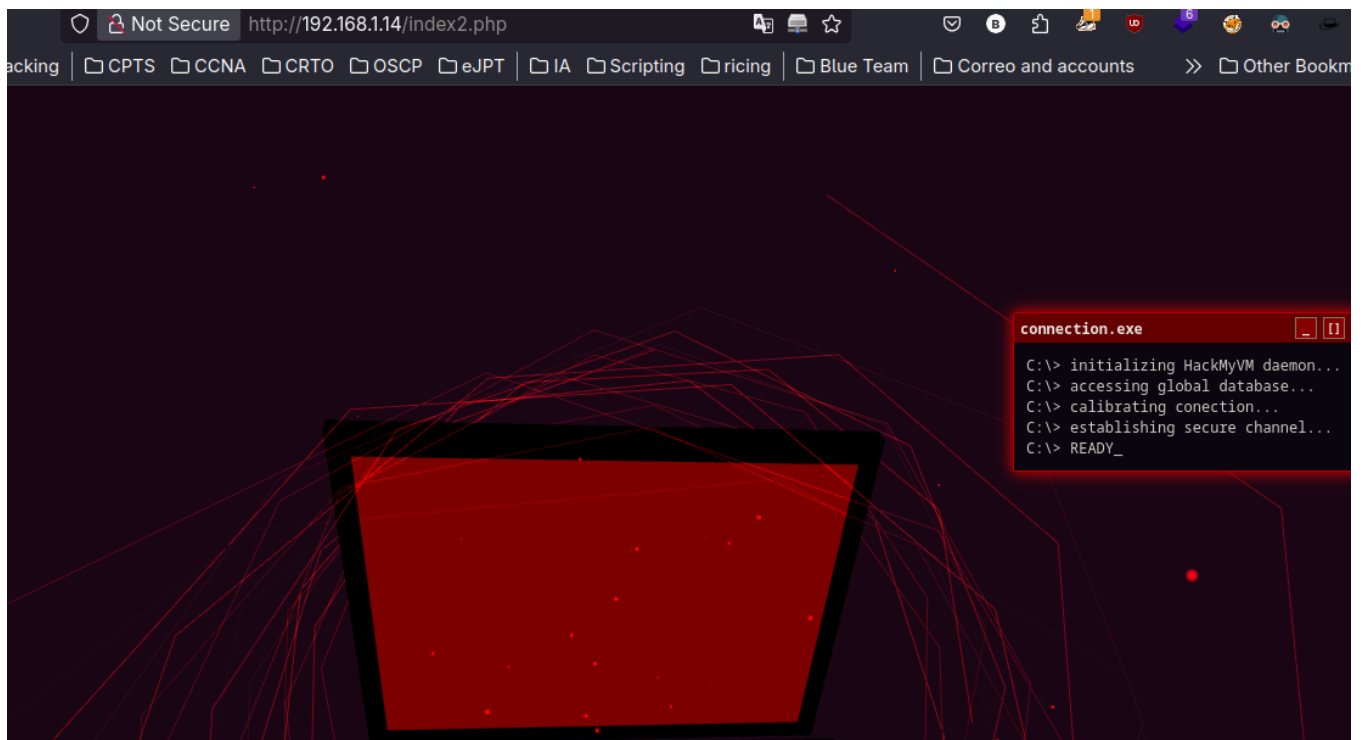 Not Secure http://192.168.1.14/index2.php
1
6
acking CPTS CCNA CRTO OSCP eJPT IA Scripting ricing Blue Team Correo and accounts Other Bookm
connection.exe _ []
C:\> initializing HackMyVM daemon...
C:\> accessing global database...
C:\> calibrating conection...
C:\> establishing secure channel...
C:\> READY_